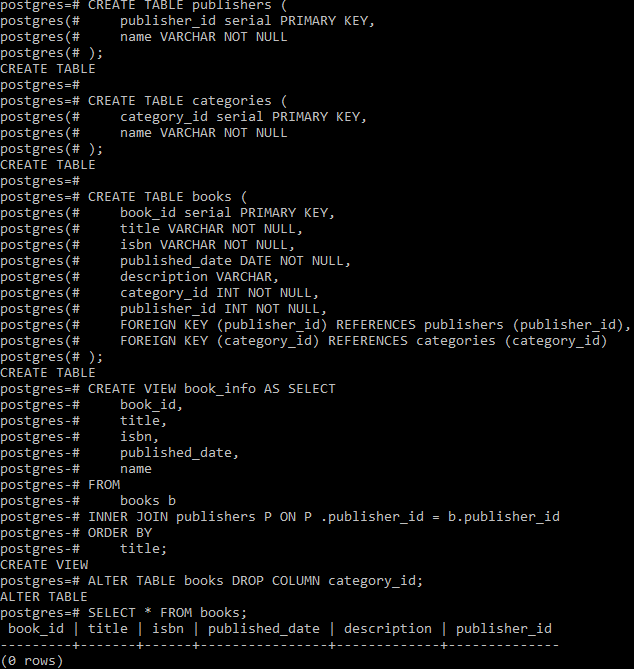 postgres=# CREATE TABLE publishers (
postgres(#     publisher_id serial PRIMARY KEY,
postgres(#     name VARCHAR NOT NULL
postgres(# );
CREATE TABLE
postgres=#
postgres=# CREATE TABLE categories (
postgres(#     category_id serial PRIMARY KEY,
postgres(#     name VARCHAR NOT NULL
postgres(# );
CREATE TABLE
postgres=#
postgres=# CREATE TABLE books (
postgres(#     book_id serial PRIMARY KEY,
postgres(#     title VARCHAR NOT NULL,
postgres(#     isbn VARCHAR NOT NULL,
postgres(#     published_date DATE NOT NULL,
postgres(#     description VARCHAR,
postgres(#     category_id INT NOT NULL,
postgres(#     publisher_id INT NOT NULL,
postgres(#     FOREIGN KEY (publisher_id) REFERENCES publishers (publisher_id),
postgres(#     FOREIGN KEY (category_id) REFERENCES categories (category_id)
postgres(# );
CREATE TABLE
postgres=# CREATE VIEW book_info AS SELECT
postgres-#     book_id,
postgres-#     title,
postgres-#     isbn,
postgres-#     published_date,
postgres-#     name
postgres-# FROM
postgres-#     books b
postgres-# INNER JOIN publishers P ON P .publisher_id = b.publisher_id
postgres-# ORDER BY
postgres-#     title;
CREATE VIEW
postgres=# ALTER TABLE books DROP COLUMN category_id;
ALTER TABLE
postgres=# SELECT * FROM books;
 book_id | title | isbn | published_date | description | publisher_id
---------+-------+------+----------------+-------------+--------------
(0 rows)